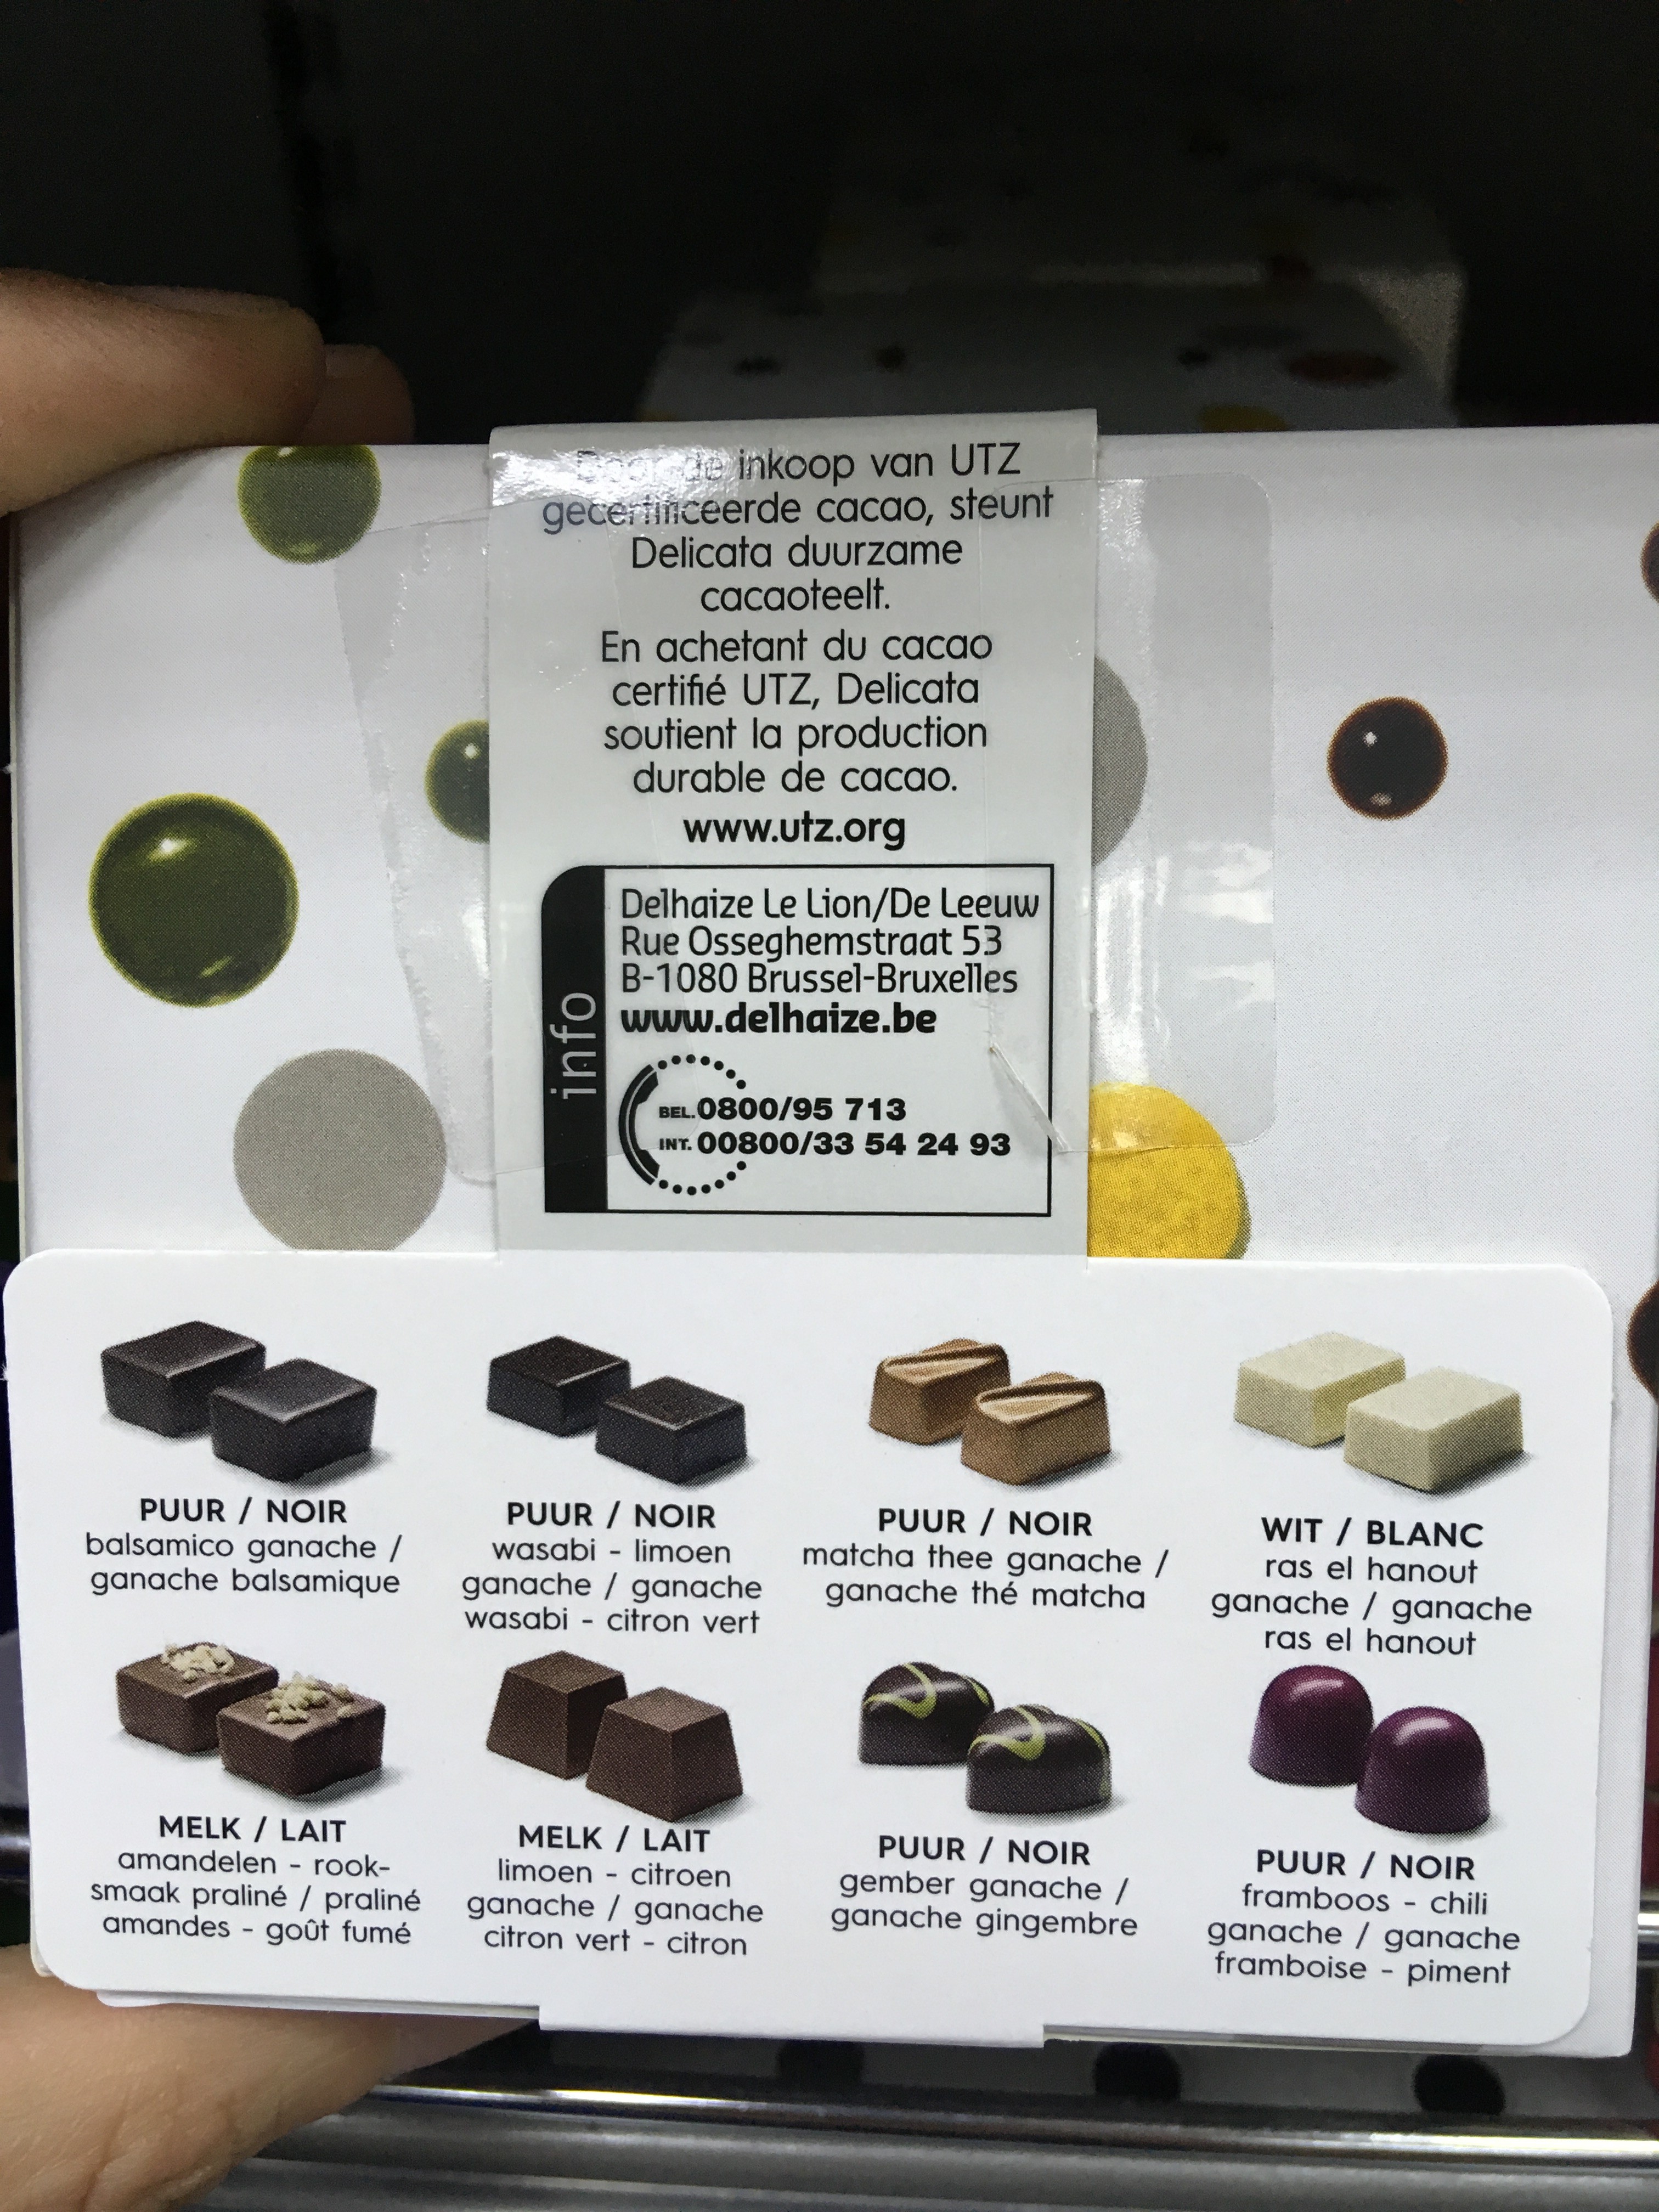 Door de inkoop van UTZ
gecertificeerde cacao, steunt
Delicata duurzame
cacaoteelt.
En achetant du cacao
certifié UTZ, Delicata
soutient la production
durable de cacao.
www.utz.org
info
Delhaize Le Lion/De Leeuw
Rue Osseghemstraat 53
B-1080 Brussel-Bruxelles
www.delhaize.be
BEL. 0800/95 713
INT. 00800/33 54 24 93
PUUR / NOIR
balsamico ganache /
ganache balsamique
PUUR / NOIR
wasabi - limoen
ganache / ganache
wasabi - citron vert
PUUR / NOIR
matcha thee ganache /
ganache thé matcha
WIT / BLANC
ras el hanout
ganache / ganache
ras el hanout
MELK / LAIT
amandelen - rook-
smaak praliné / praliné
amandes - goût fumé
MELK / LAIT
limoen - citroen
ganache / ganache
citron vert - citron
PUUR / NOIR
gember ganache /
ganache gingembre
PUUR / NOIR
framboos - chili
ganache / ganache
framboise - piment